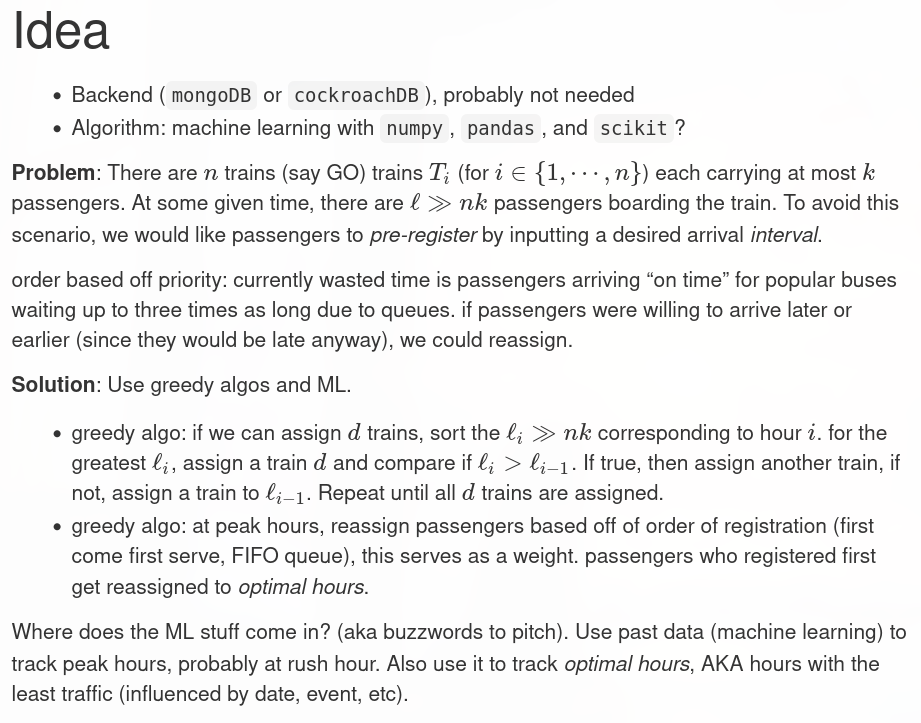 Idea
• Backend ( mongoDB or cockroachDB ), probably not needed
• Algorithm: machine learning with numpy , pandas , and scikit ?
Problem: There are n trains (say GO) trains Tᵢ (for i ∈ {1, ⋯ , n}) each carrying at most k
passengers. At some given time, there are ℓ ≫ nk passengers boarding the train. To avoid this
scenario, we would like passengers to pre-register by inputting a desired arrival interval.
order based off priority: currently wasted time is passengers arriving “on time” for popular buses
waiting up to three times as long due to queues. if passengers were willing to arrive later or
earlier (since they would be late anyway), we could reassign.
Solution: Use greedy algos and ML.
• greedy algo: if we can assign d trains, sort the ℓᵢ ≫ nk corresponding to hour i. for the
greatest ℓᵢ, assign a train d and compare if ℓᵢ > ℓᵢ₋₁. If true, then assign another train, if
not, assign a train to ℓᵢ₋₁. Repeat until all d trains are assigned.
• greedy algo: at peak hours, reassign passengers based off of order of registration (first
come first serve, FIFO queue), this serves as a weight. passengers who registered first
get reassigned to optimal hours.
Where does the ML stuff come in? (aka buzzwords to pitch). Use past data (machine learning) to
track peak hours, probably at rush hour. Also use it to track optimal hours, AKA hours with the
least traffic (influenced by date, event, etc).